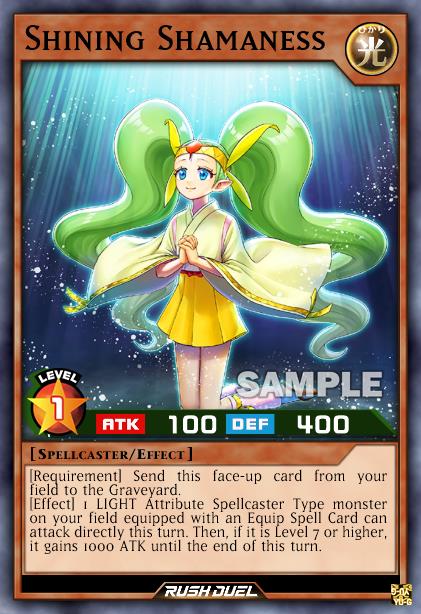 SHINING SHAMANESS
ひかり
光
SAMPLE
LEVEL
1
ATK 100 DEF 400
[SPELLCASTER/EFFECT]
[Requirement] Send this face-up card from your
field to the Graveyard.
[Effect] 1 LIGHT Attribute Spellcaster Type monster
on your field equipped with an Equip Spell Card can
attack directly this turn. Then, if it is Level 7 or higher,
it gains 1000 ATK until the end of this turn.
RUSH DUEL